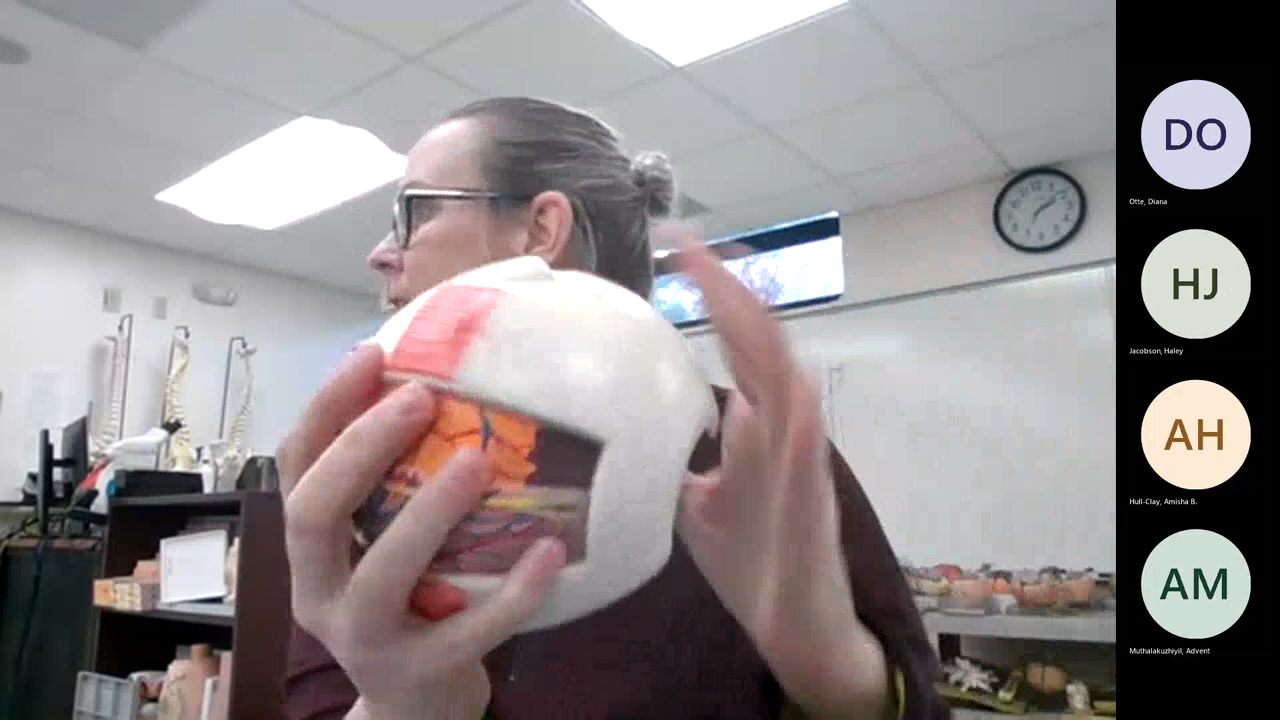 DO
Otte, Diana
HJ
Jacobson, Haley
AH
Hull-Clay, Amisha B.
AM
Muthalakuzhiyil, Advent